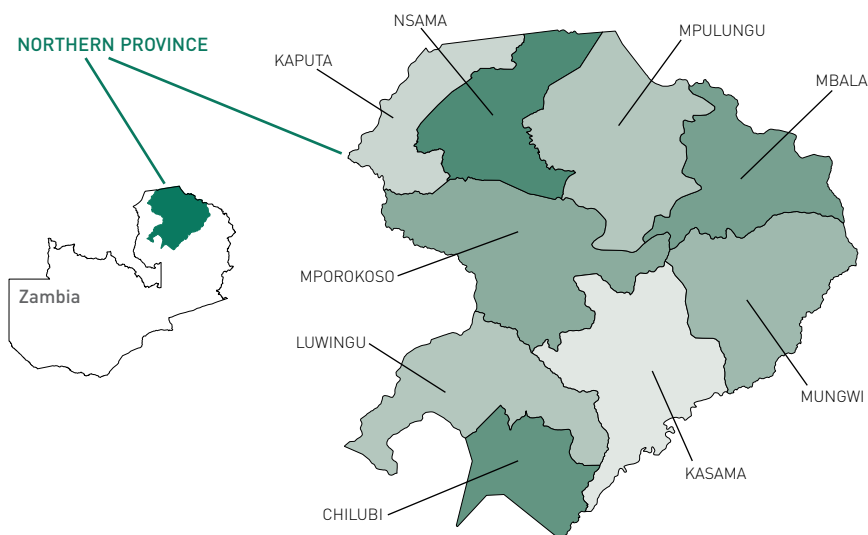 NORTHERN PROVINCE
NSAMA
MPULUNGU
KAPUTA
MBALA
MPOROKOSO
Zambia
LUWINGU
MUNGWI
KASAMA
CHILUBI